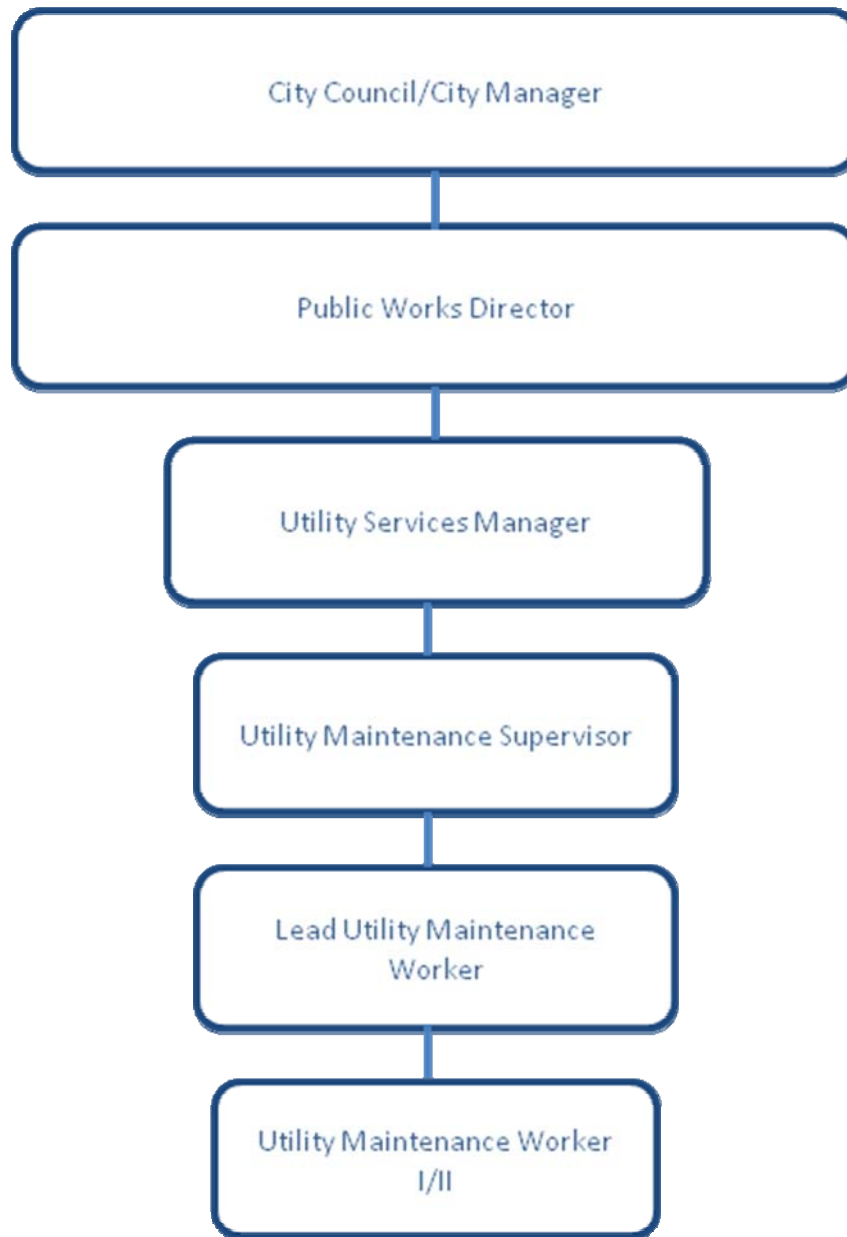 City Council/City Manager
Public Works Director
Utility Services Manager
Utility Maintenance Supervisor
Lead Utility Maintenance
Worker
Utility Maintenance Worker
I/II